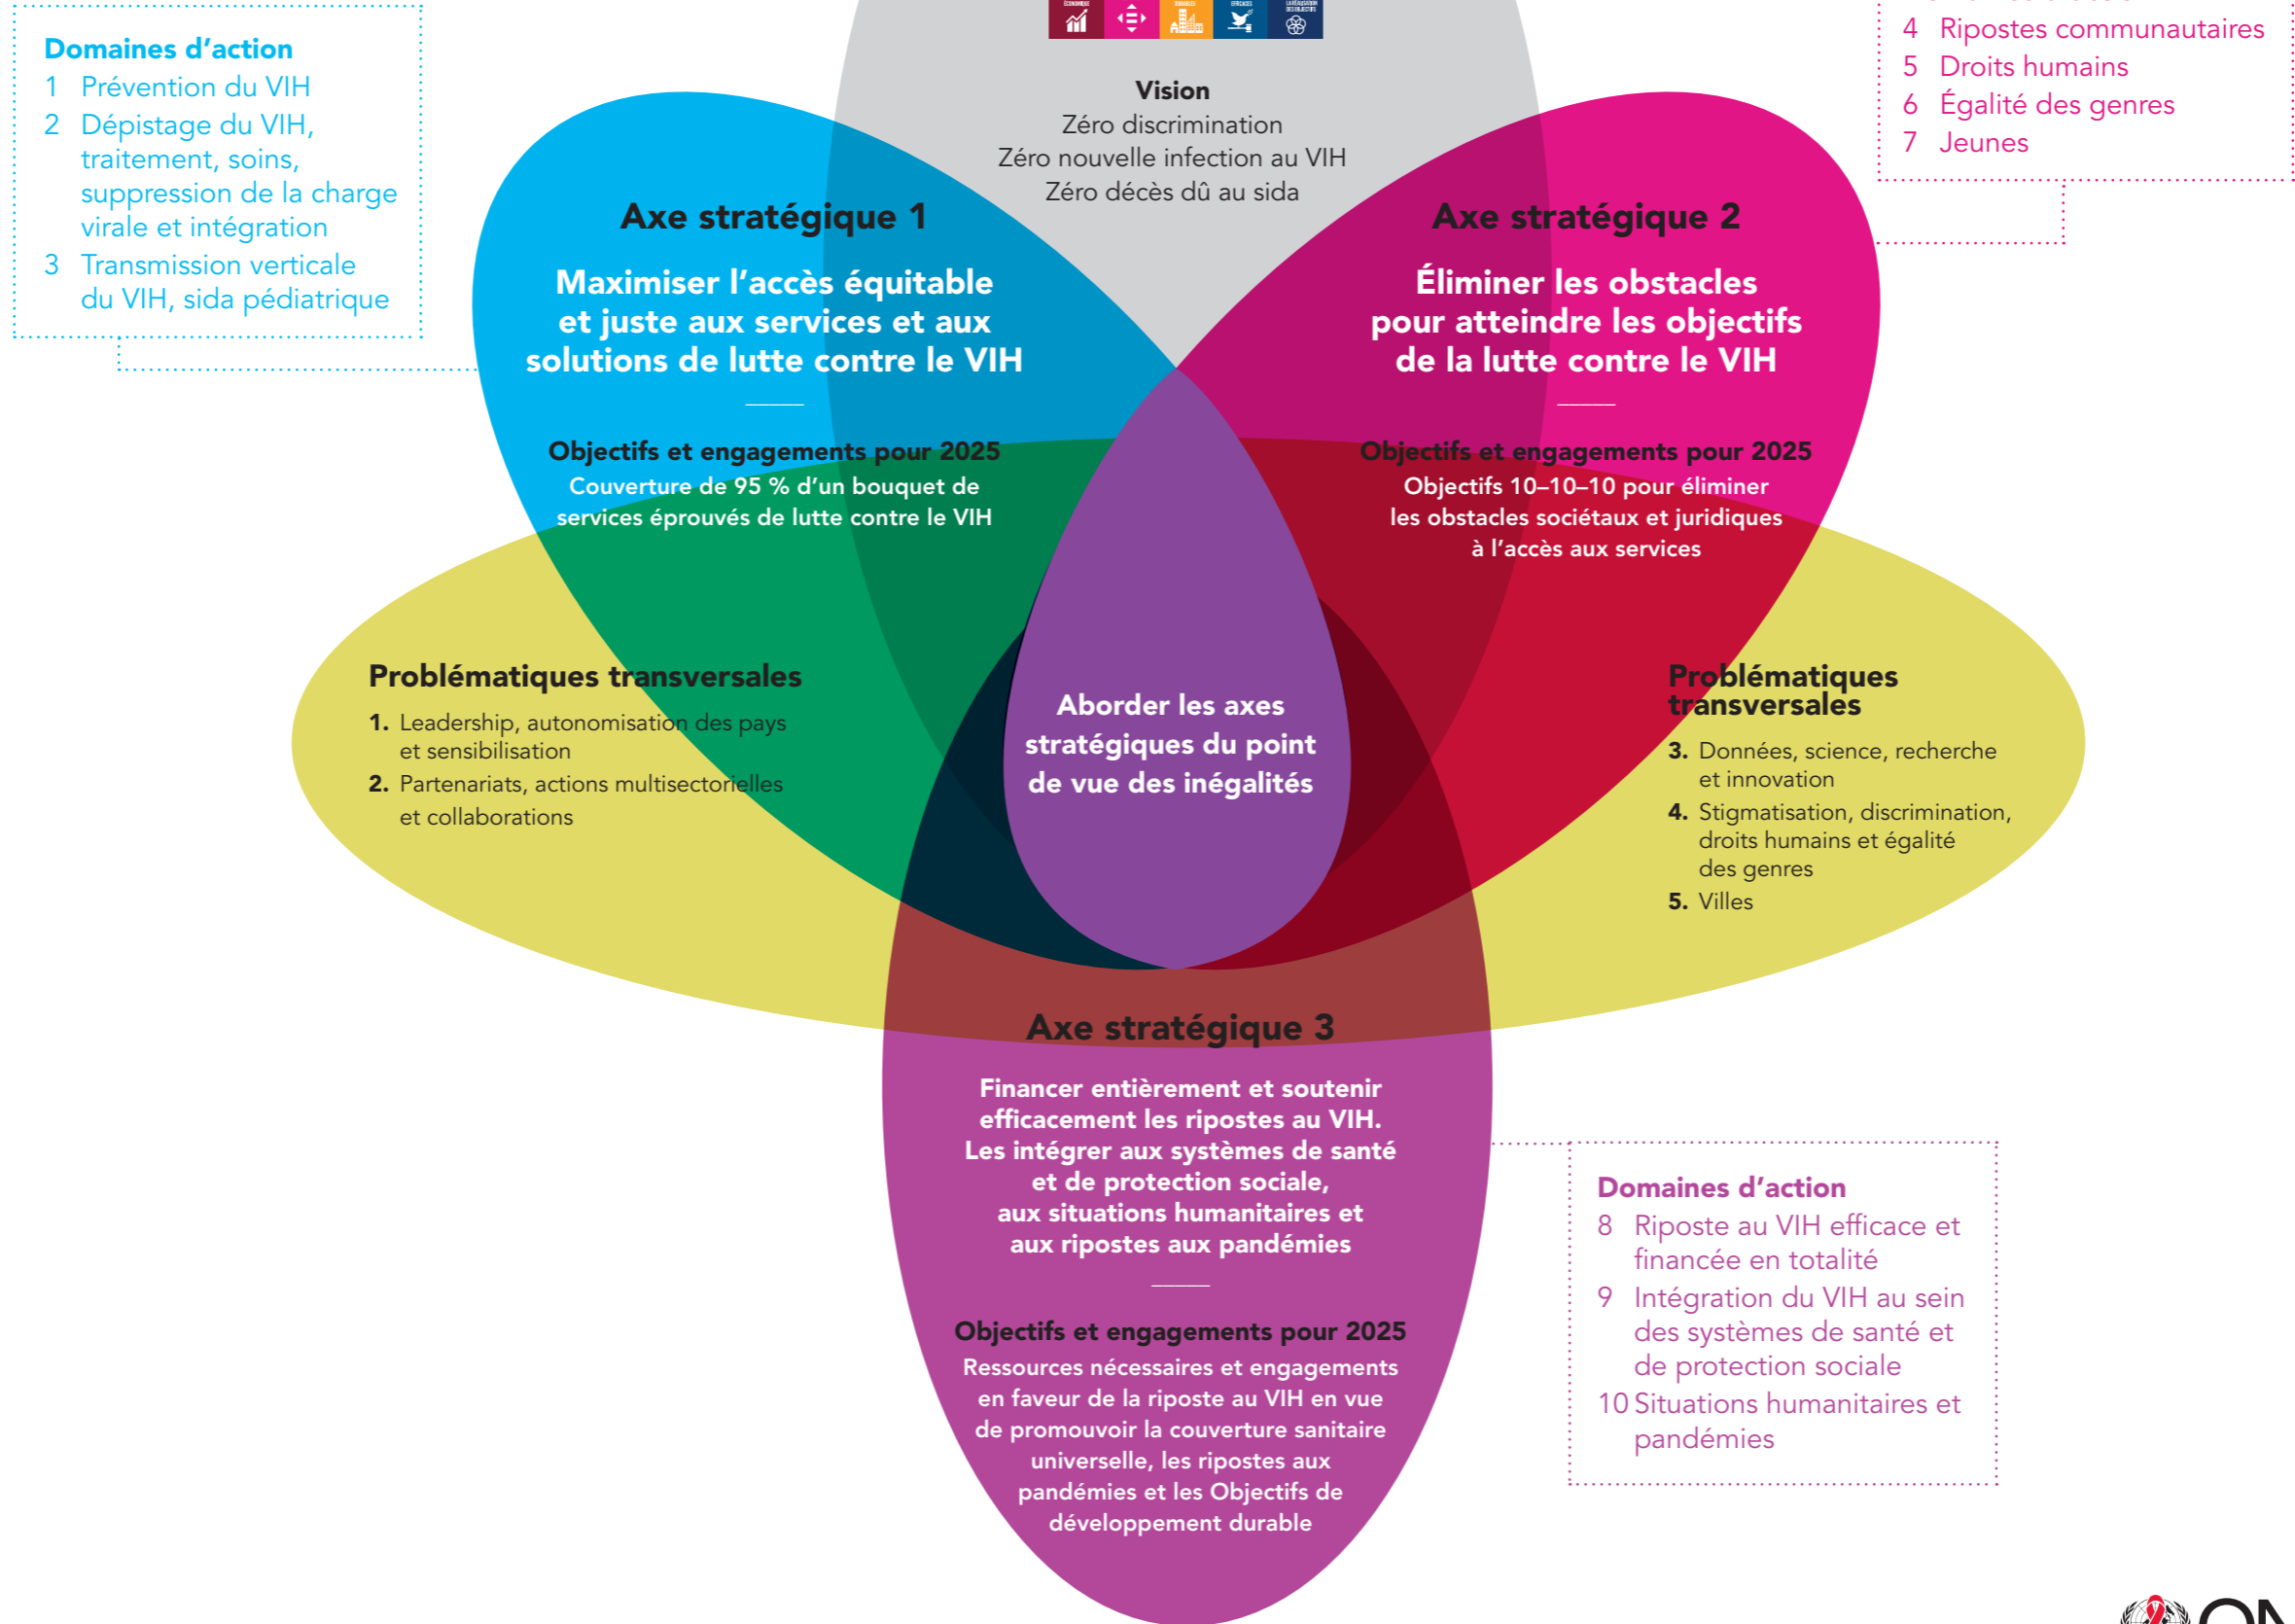 ÉCONOMIQUE
DURABLES
EFFICACES
LA RÉALISATION
DES OBJECTIFS
Domaines d’action
1 Prévention du VIH
2 Dépistage du VIH,
traitement, soins,
suppression de la charge
virale et intégration
3 Transmission verticale
du VIH, sida pédiatrique
4 Ripostes communautaires
5 Droits humains
6 Égalité des genres
7 Jeunes
Vision
Zéro discrimination
Zéro nouvelle infection au VIH
Zéro décès dû au sida
Axe stratégique 1
Maximiser l’accès équitable
et juste aux services et aux
solutions de lutte contre le VIH
Objectifs et engagements pour 2025
Couverture de 95 % d’un bouquet de
services éprouvés de lutte contre le VIH
Axe stratégique 2
Éliminer les obstacles
pour atteindre les objectifs
de la lutte contre le VIH
Objectifs et engagements pour 2025
Objectifs 10–10–10 pour éliminer
les obstacles sociétaux et juridiques
à l’accès aux services
Problématiques transversales
1. Leadership, autonomisation des pays
et sensibilisation
2. Partenariats, actions multisectorielles
et collaborations
Aborder les axes
stratégiques du point
de vue des inégalités
Problématiques
transversales
3. Données, science, recherche
et innovation
4. Stigmatisation, discrimination,
droits humains et égalité
des genres
5. Villes
Axe stratégique 3
Financer entièrement et soutenir
efficacement les ripostes au VIH.
Les intégrer aux systèmes de santé
et de protection sociale,
aux situations humanitaires et
aux ripostes aux pandémies
Objectifs et engagements pour 2025
Ressources nécessaires et engagements
en faveur de la riposte au VIH en vue
de promouvoir la couverture sanitaire
universelle, les ripostes aux
pandémies et les Objectifs de
développement durable
Domaines d’action
8 Riposte au VIH efficace et
financée en totalité
9 Intégration du VIH au sein
des systèmes de santé et
de protection sociale
10 Situations humanitaires et
pandémies